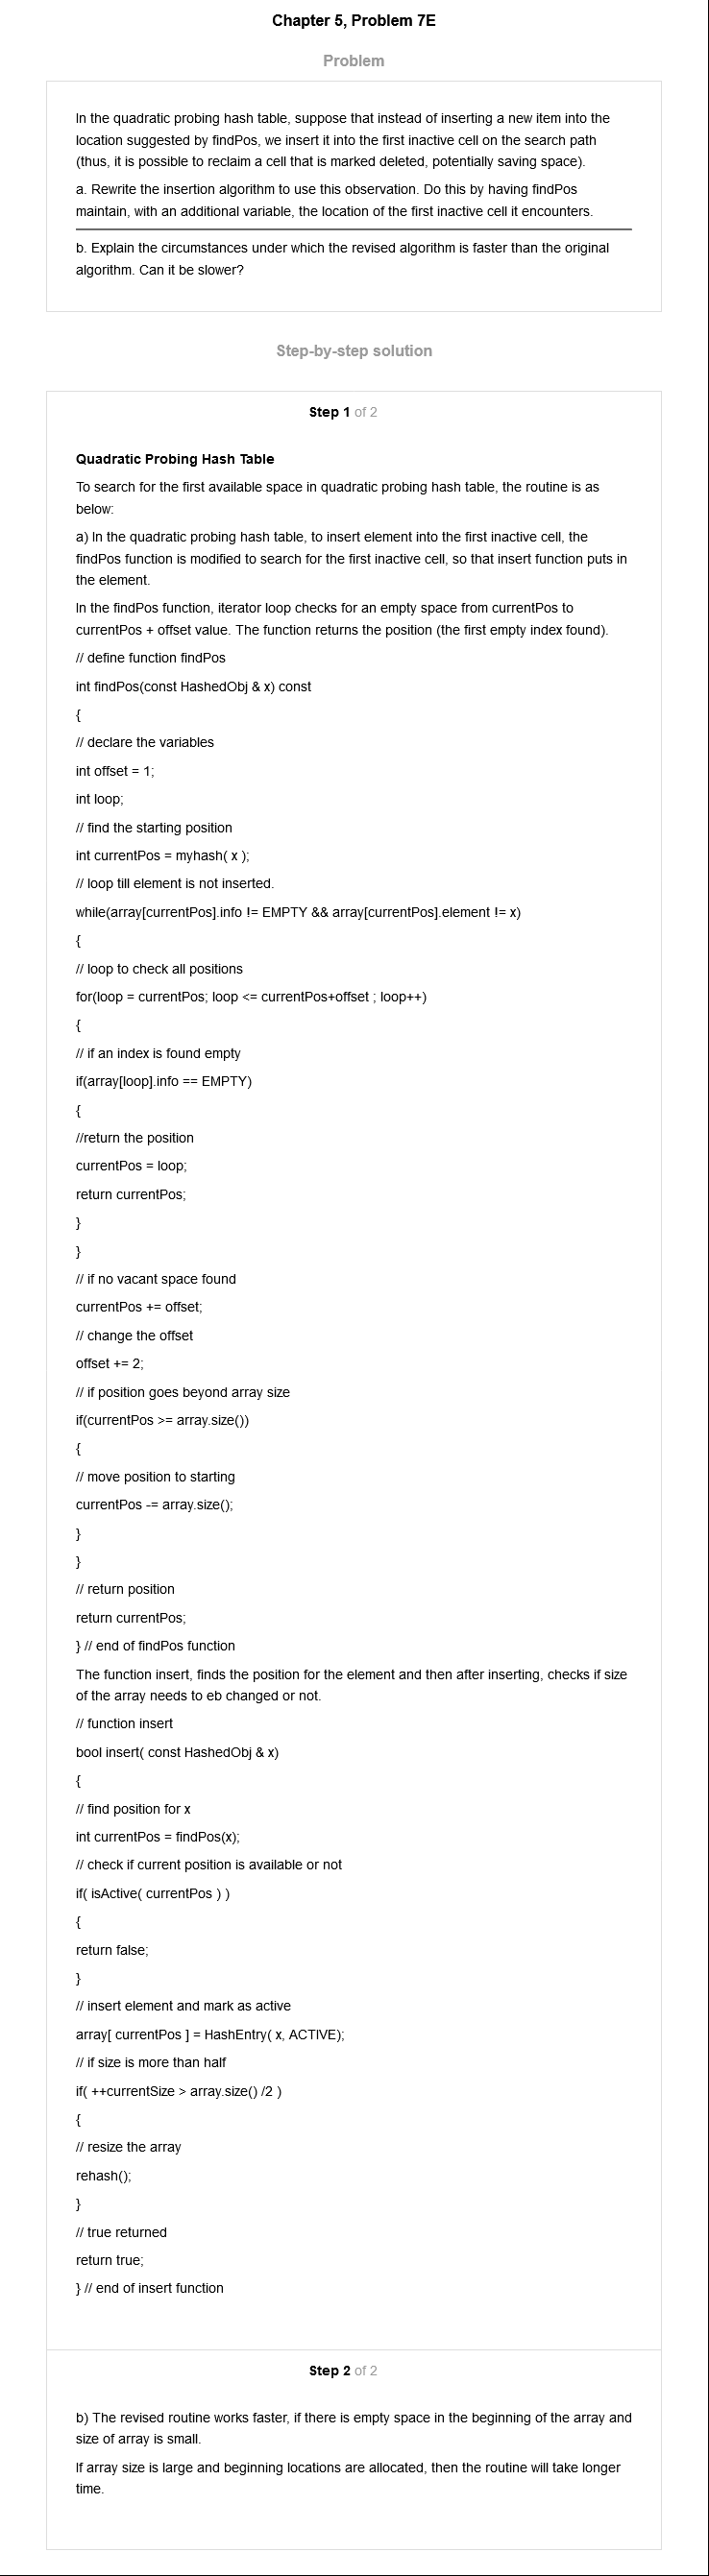 Chapter 5, Problem 7E
Problem
In the quadratic probing hash table, suppose that instead of inserting a new item into the
location suggested by findPos, we insert it into the first inactive cell on the search path
(thus, it is possible to reclaim a cell that is marked deleted, potentially saving space).
a. Rewrite the insertion algorithm to use this observation. Do this by having findPos
maintain, with an additional variable, the location of the first inactive cell it encounters.
b. Explain the circumstances under which the revised algorithm is faster than the original
algorithm. Can it be slower?
Step-by-step solution
Step 1 of 2
Quadratic Probing Hash Table
To search for the first available space in quadratic probing hash table, the routine is as
below:
a) In the quadratic probing hash table, to insert element into the first inactive cell, the
findPos function is modified to search for the first inactive cell, so that insert function puts in
the element.
In the findPos function, iterator loop checks for an empty space from currentPos to
currentPos + offset value. The function returns the position (the first empty index found).
// define function findPos
int findPos(const HashedObj & x) const
{
// declare the variables
int offset = 1;
int loop;
// find the starting position
int currentPos = myhash( x );
// loop till element is not inserted.
while(array[currentPos].info != EMPTY && array[currentPos].element != x)
{
// loop to check all positions
for(loop = currentPos; loop <= currentPos+offset ; loop++)
{
// if an index is found empty
if(array[loop].info == EMPTY)
{
//return the position
currentPos = loop;
return currentPos;
}
}
// if no vacant space found
currentPos += offset;
// change the offset
offset += 2;
// if position goes beyond array size
if(currentPos >= array.size())
{
// move position to starting
currentPos -= array.size();
}
}
// return position
return currentPos;
} // end of findPos function
The function insert, finds the position for the element and then after inserting, checks if size
of the array needs to eb changed or not.
// function insert
bool insert( const HashedObj & x)
{
// find position for x
int currentPos = findPos(x);
// check if current position is available or not
if( isActive( currentPos ) )
{
return false;
}
// insert element and mark as active
array[ currentPos ] = HashEntry( x, ACTIVE);
// if size is more than half
if( ++currentSize > array.size() /2 )
{
// resize the array
rehash();
}
// true returned
return true;
} // end of insert function
Step 2 of 2
b) The revised routine works faster, if there is empty space in the beginning of the array and
size of array is small.
If array size is large and beginning locations are allocated, then the routine will take longer
time.